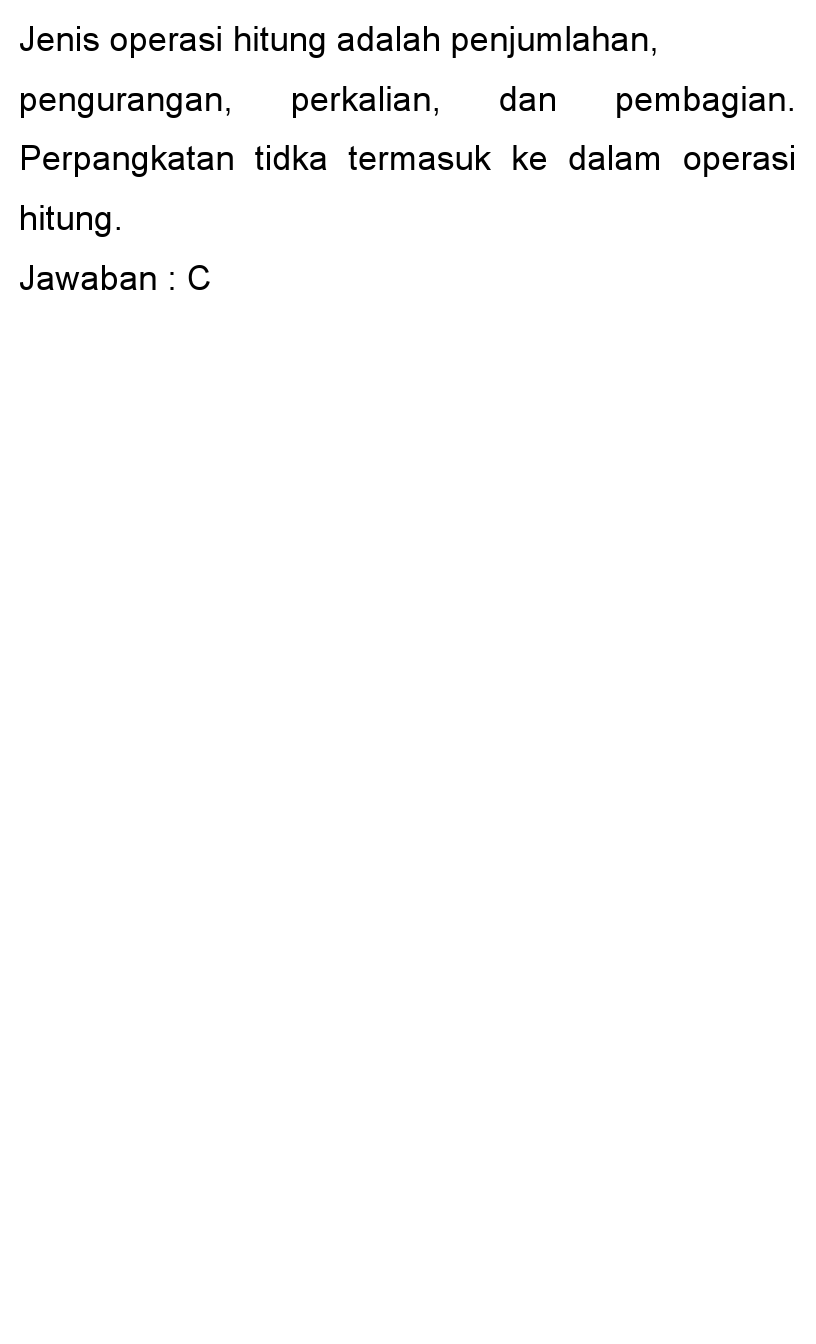 Jenis operasi hitung adalah penjumlahan,
pengurangan, perkalian, dan pembagian.
Perpangkatan tidka termasuk ke dalam operasi
hitung.
Jawaban : C